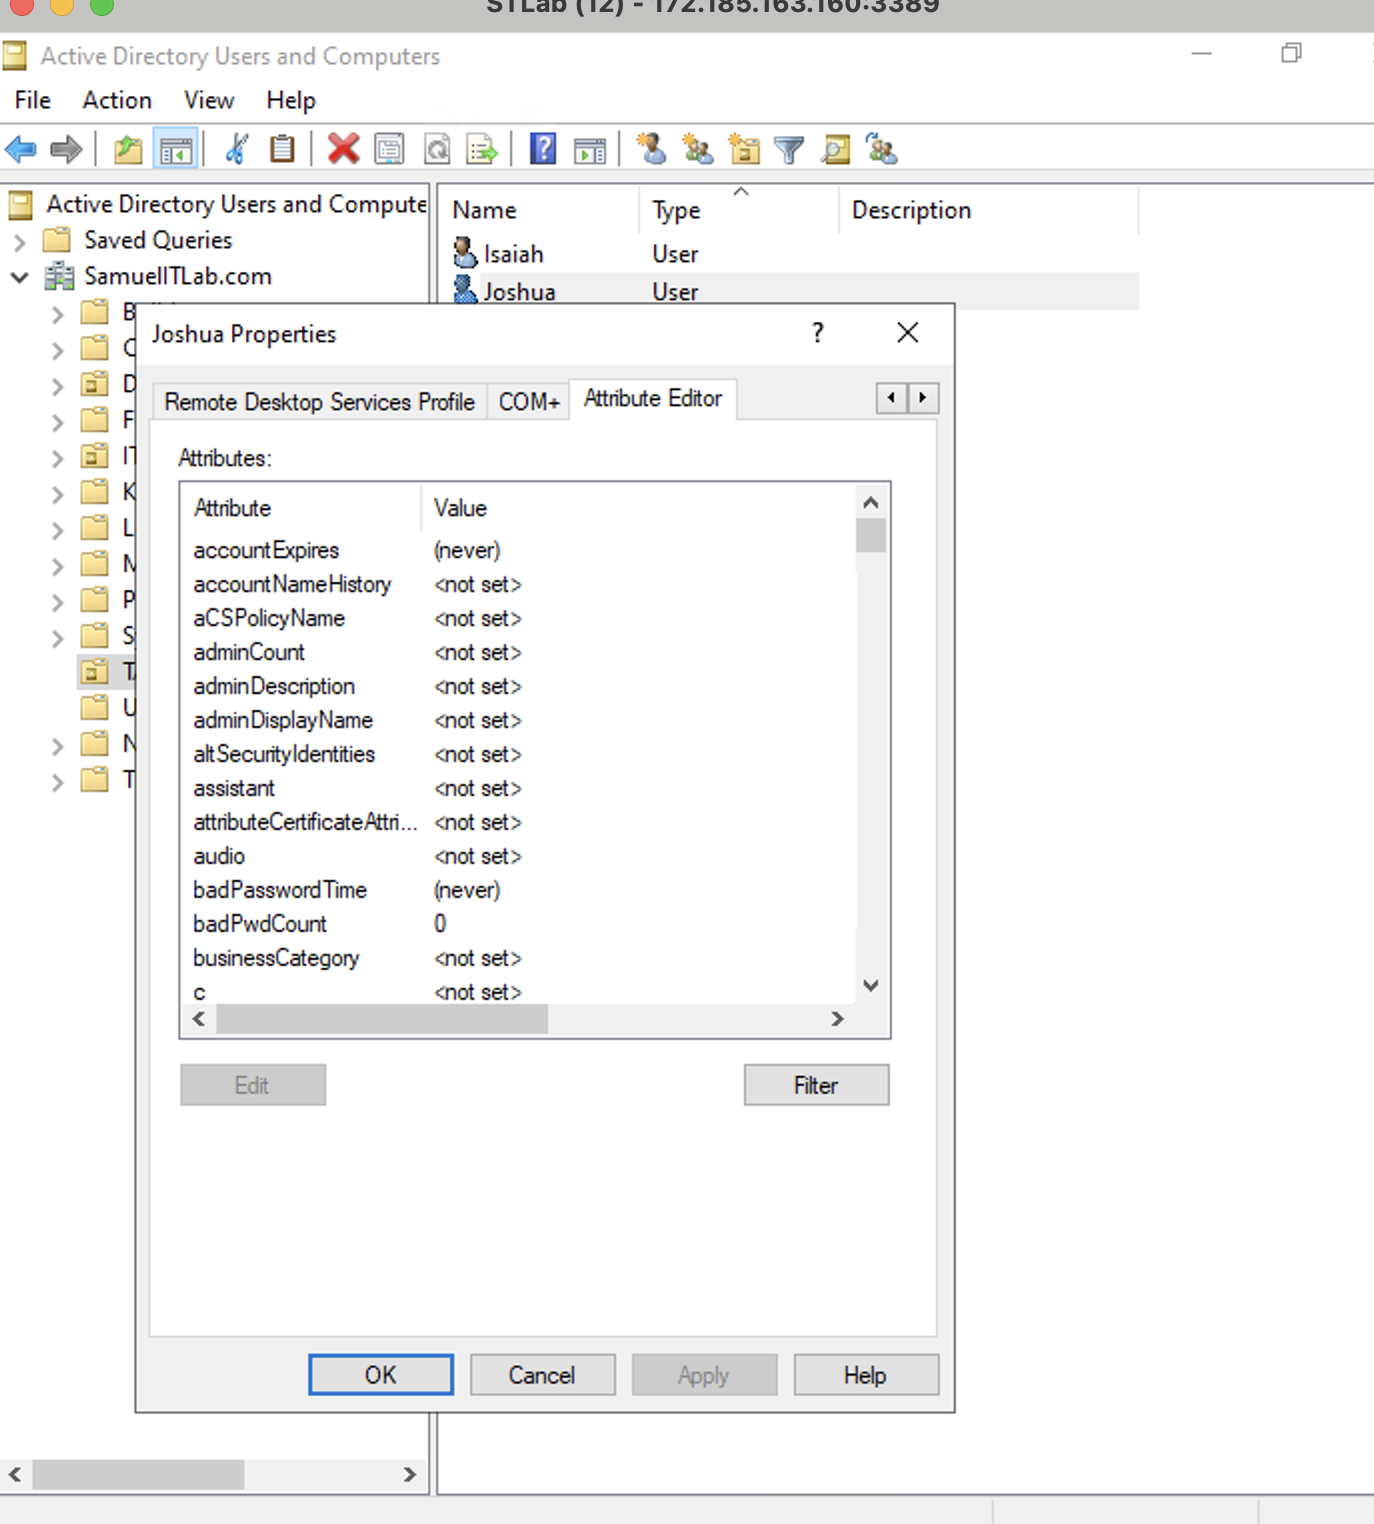 STLab (12) - 172.185.163.160:3389
Active Directory Users and Computers
File Action View Help
Active Directory Users and Compute
Saved Queries
SamuelITLab.com
Name Type Description
Isaiah User
Joshua User
B
C
D
F
IT
K
L
M
P
S
T
U
N
T
Joshua Properties
?
Remote Desktop Services Profile COM+ Attribute Editor
Attributes:
Attribute Value
accountExpires (never)
accountNameHistory <not set>
aCSPolicyName <not set>
adminCount <not set>
adminDescription <not set>
adminDisplayName <not set>
altSecurityIdentities <not set>
assistant <not set>
attributeCertificateAttri... <not set>
audio <not set>
badPasswordTime (never)
badPwdCount 0
businessCategory <not set>
c <not set>
Edit Filter
OK Cancel Apply Help